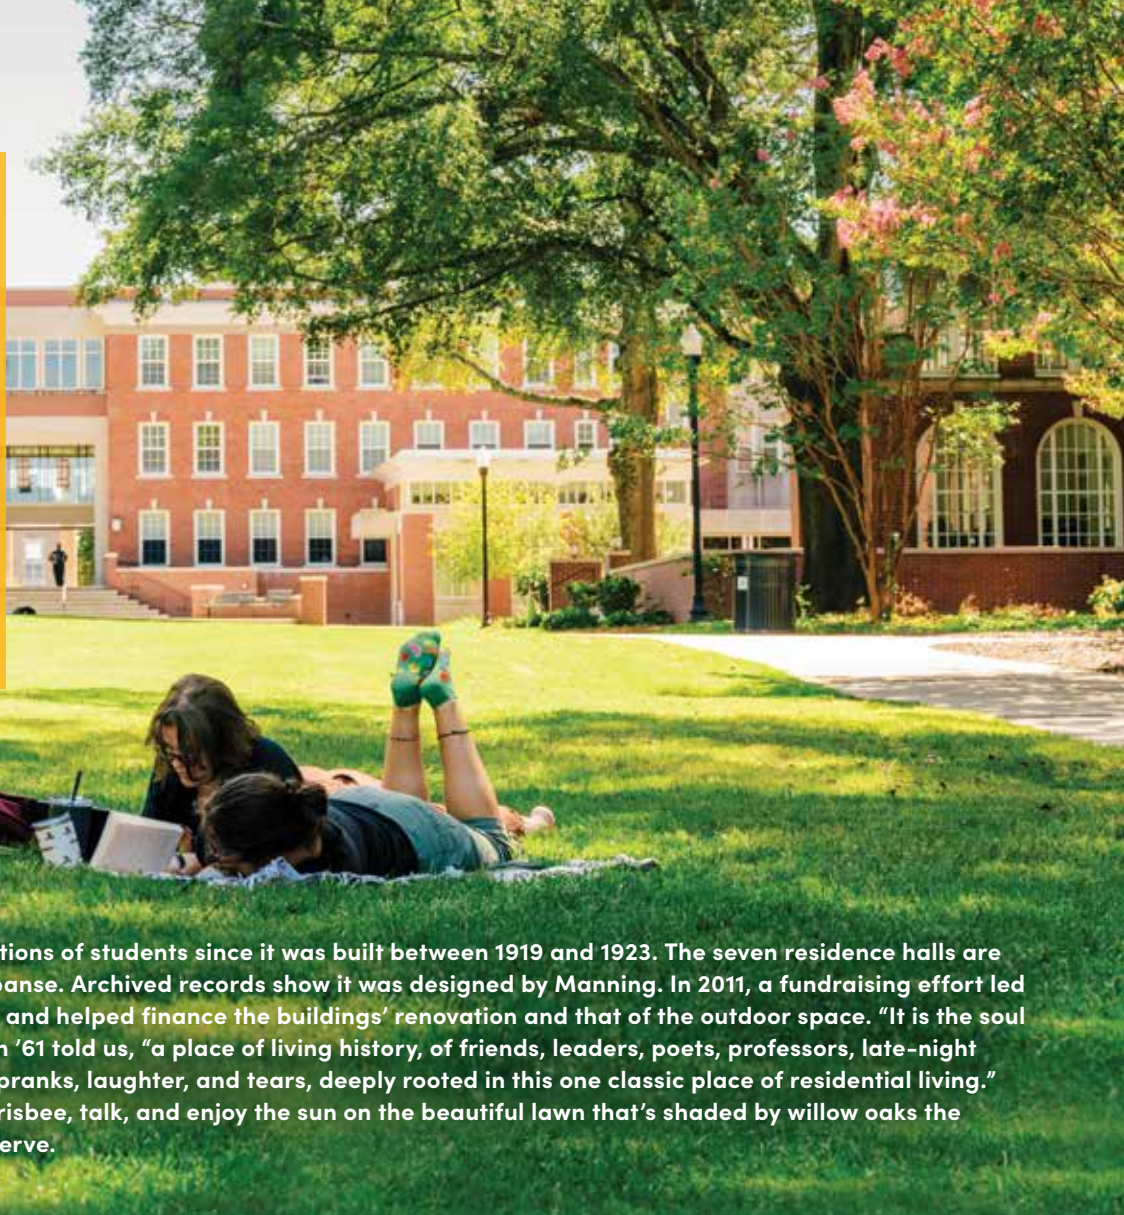 tions of students since it was built between 1919 and 1923. The seven residence halls are
panse. Archived records show it was designed by Manning. In 2011, a fundraising effort led
and helped finance the buildings’ renovation and that of the outdoor space. “It is the soul
n ’61 told us, “a place of living history, of friends, leaders, poets, professors, late-night
pranks, laughter, and tears, deeply rooted in this one classic place of residential living.”
risbee, talk, and enjoy the sun on the beautiful lawn that’s shaded by willow oaks the
erve.